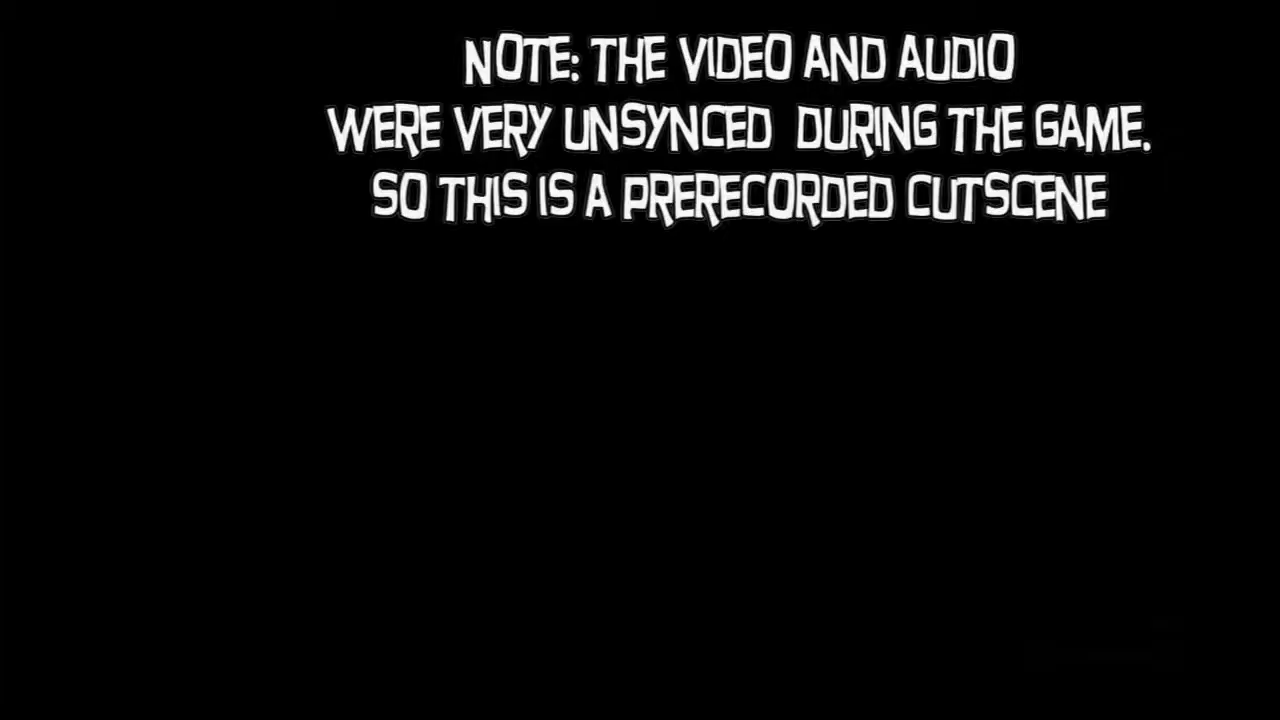 NOTE: THE VIDEO AND AUDIO
WERE VERY UNSYNCED DURING THE GAME.
SO THIS IS A PRERECORDED CUTSCENE